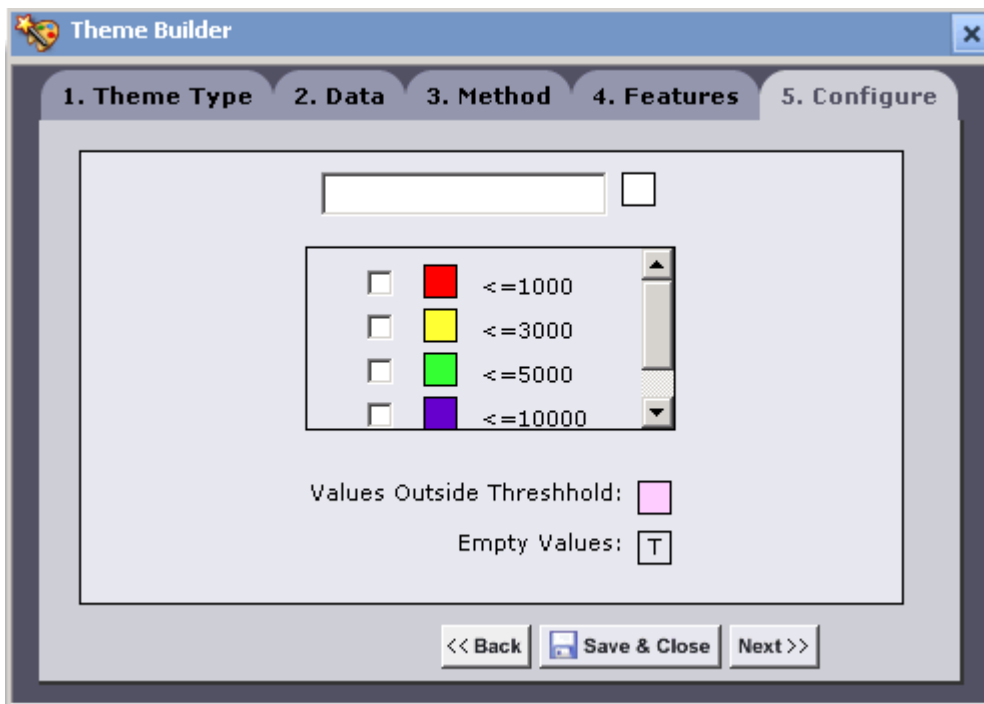 Theme Builder
1. Theme Type 2. Data 3. Method 4. Features 5. Configure
<=1000
<=3000
<=5000
<=10000
Values Outside Threshhold:
Empty Values: T
<< Back Save & Close Next >>